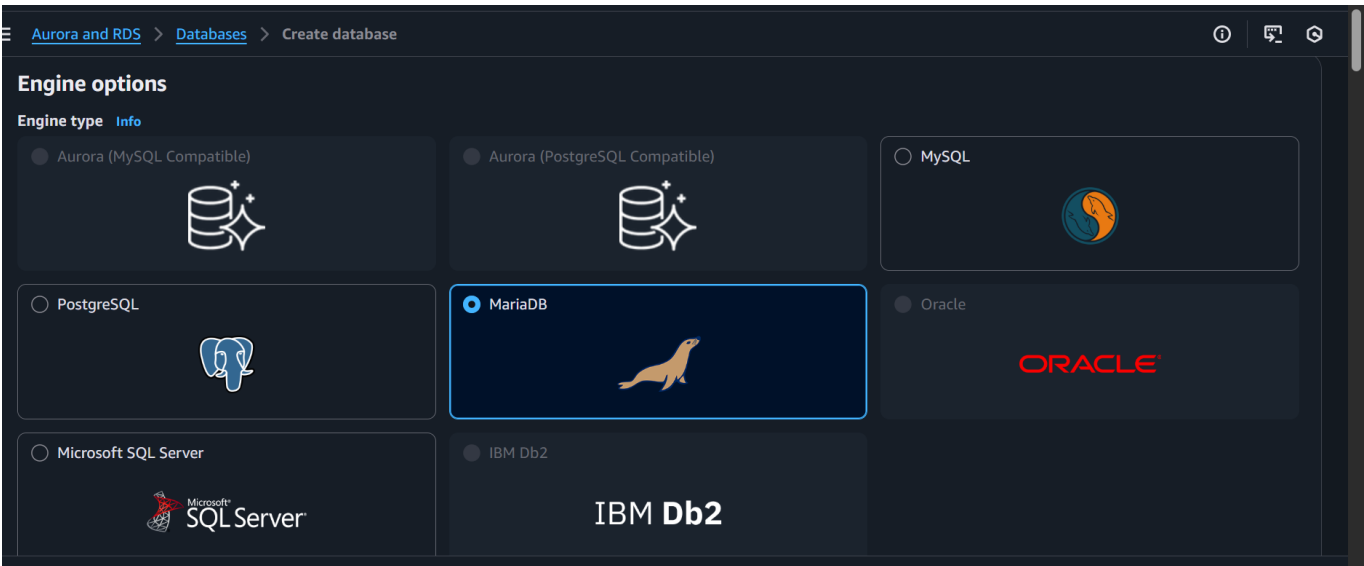 Aurora and RDS > Databases > Create database
Engine options
Engine type Info
Aurora (MySQL Compatible)
Aurora (PostgreSQL Compatible)
MySQL
PostgreSQL
MariaDB
Oracle
ORACLE
Microsoft SQL Server
Microsoft®
SQL Server
IBM Db2
IBM Db2